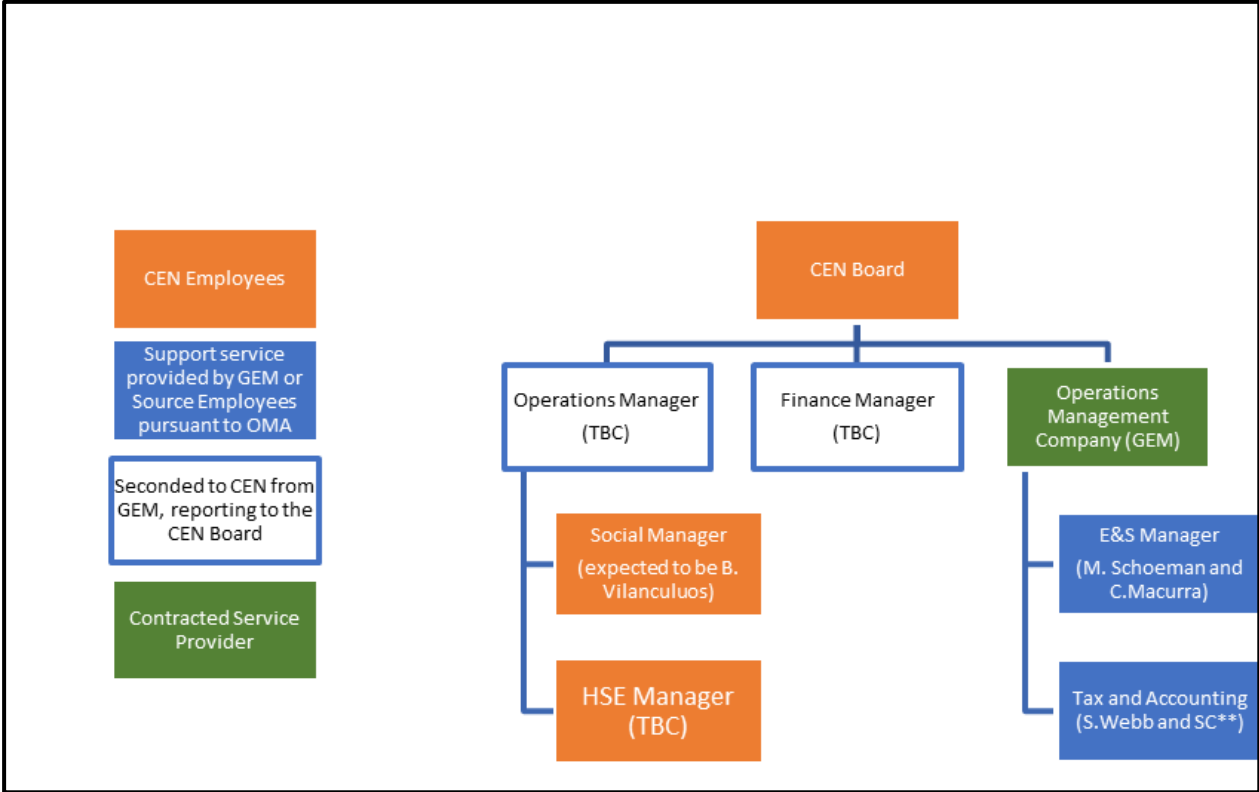 CEN Employees
Support service
provided by GEM or
Source Employees
pursuant to OMA
Seconded to CEN from
GEM, reporting to the
CEN Board
Contracted Service
Provider
CEN Board
Operations Manager
(TBC)
Finance Manager
(TBC)
Operations
Management
Company (GEM)
Social Manager
(expected to be B.
Vilanculuos)
HSE Manager
(TBC)
E&S Manager
(M. Schoeman and
C.Macurra)
Tax and Accounting
(S.Webb and SC**)